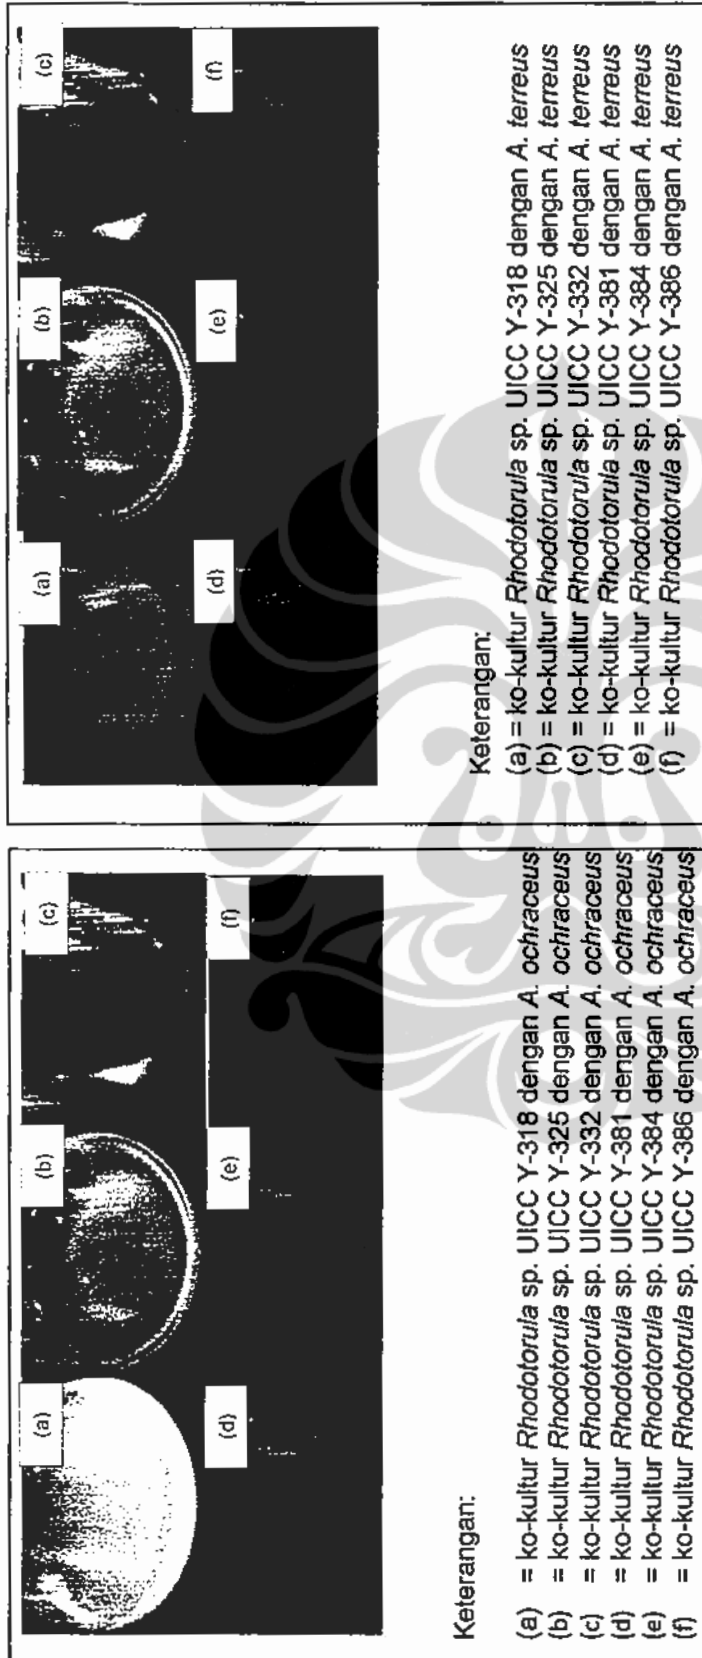 (a)
(b)
(c)
(d)
(e)
(f)
Keterangan:
(a) = ko-kultur Rhodotorula sp. UICC Y-318 dengan A. ochraceus
(b) = ko-kultur Rhodotorula sp. UICC Y-325 dengan A. ochraceus
(c) = ko-kultur Rhodotorula sp. UICC Y-332 dengan A. ochraceus
(d) = ko-kultur Rhodotorula sp. UICC Y-381 dengan A. ochraceus
(e) = ko-kultur Rhodotorula sp. UICC Y-384 dengan A. ochraceus
(f) = ko-kultur Rhodotorula sp. UICC Y-386 dengan A. ochraceus
(a)
(b)
(c)
(d)
(e)
(f)
Keterangan:
(a) = ko-kultur Rhodotorula sp. UICC Y-318 dengan A. terreus
(b) = ko-kultur Rhodotorula sp. UICC Y-325 dengan A. terreus
(c) = ko-kultur Rhodotorula sp. UICC Y-332 dengan A. terreus
(d) = ko-kultur Rhodotorula sp. UICC Y-381 dengan A. terreus
(e) = ko-kultur Rhodotorula sp. UICC Y-384 dengan A. terreus
(f) = ko-kultur Rhodotorula sp. UICC Y-386 dengan A. terreus